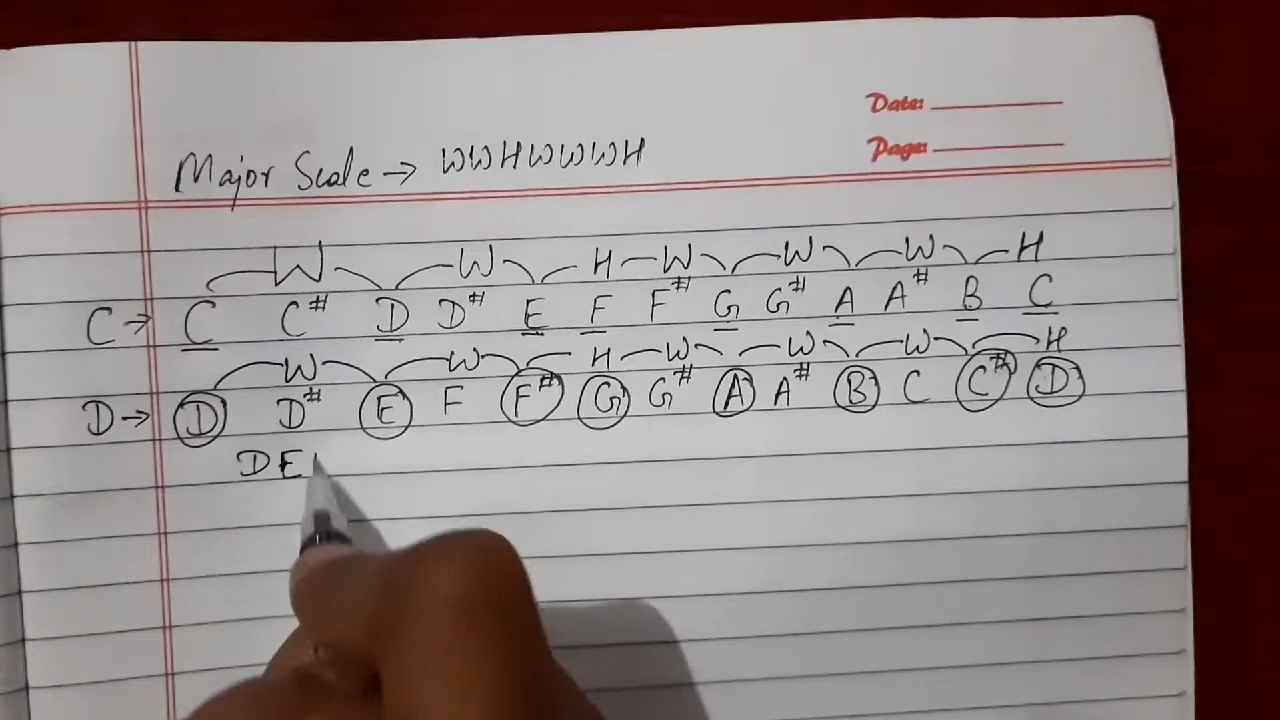 Date:
Page:
Major Scale → WWHWWWH
W W H W W W H
C → C C# D D# E F F# G G# A A# B C
W W H W W W H
D → D D# E F F# G G# A A# B C C# D
DE